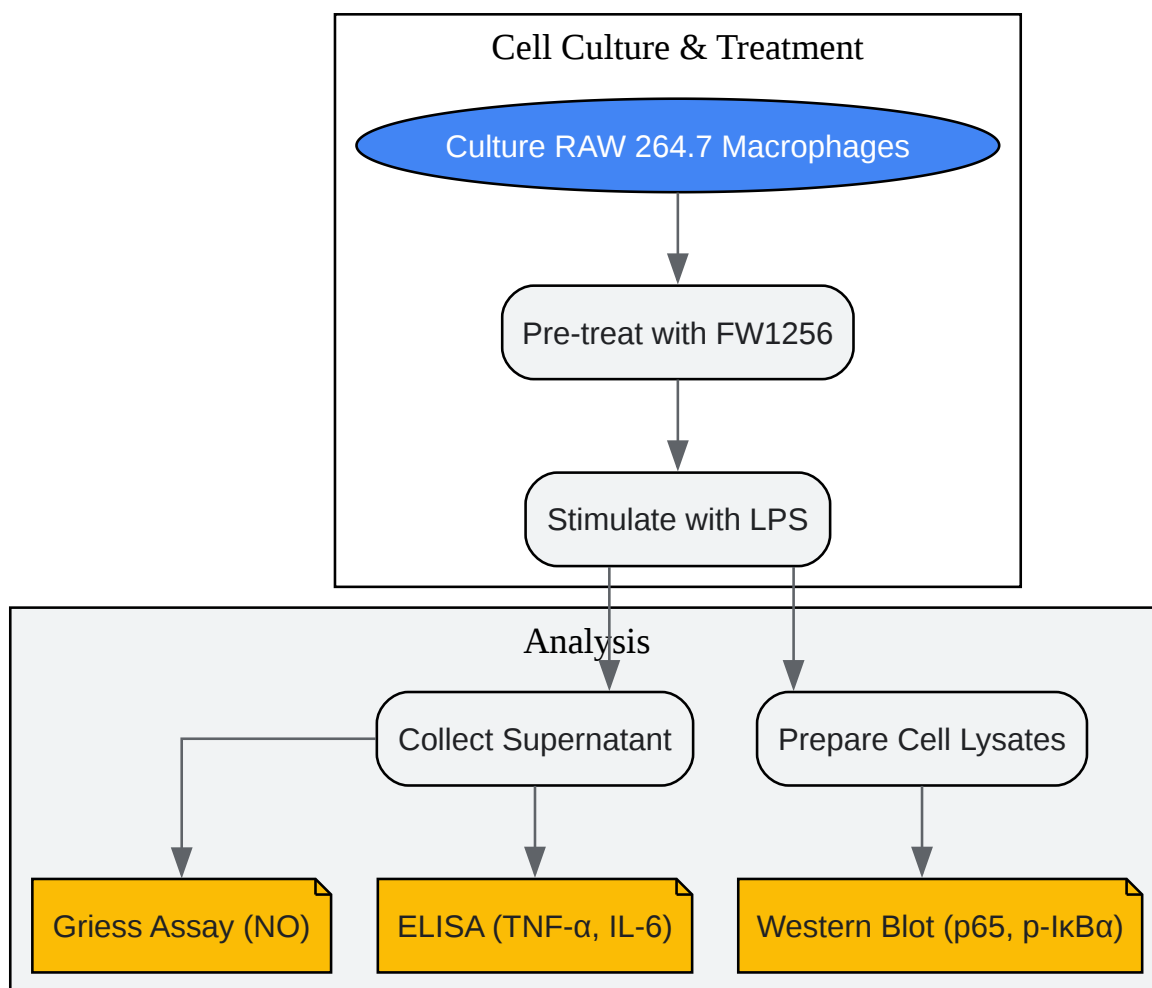 Cell Culture & Treatment
Culture RAW 264.7 Macrophages
Pre-treat with FW1256
Stimulate with LPS
Analysis
Collect Supernatant
Prepare Cell Lysates
Griess Assay (NO)
ELISA (TNF-α, IL-6)
Western Blot (p65, p-IκBα)